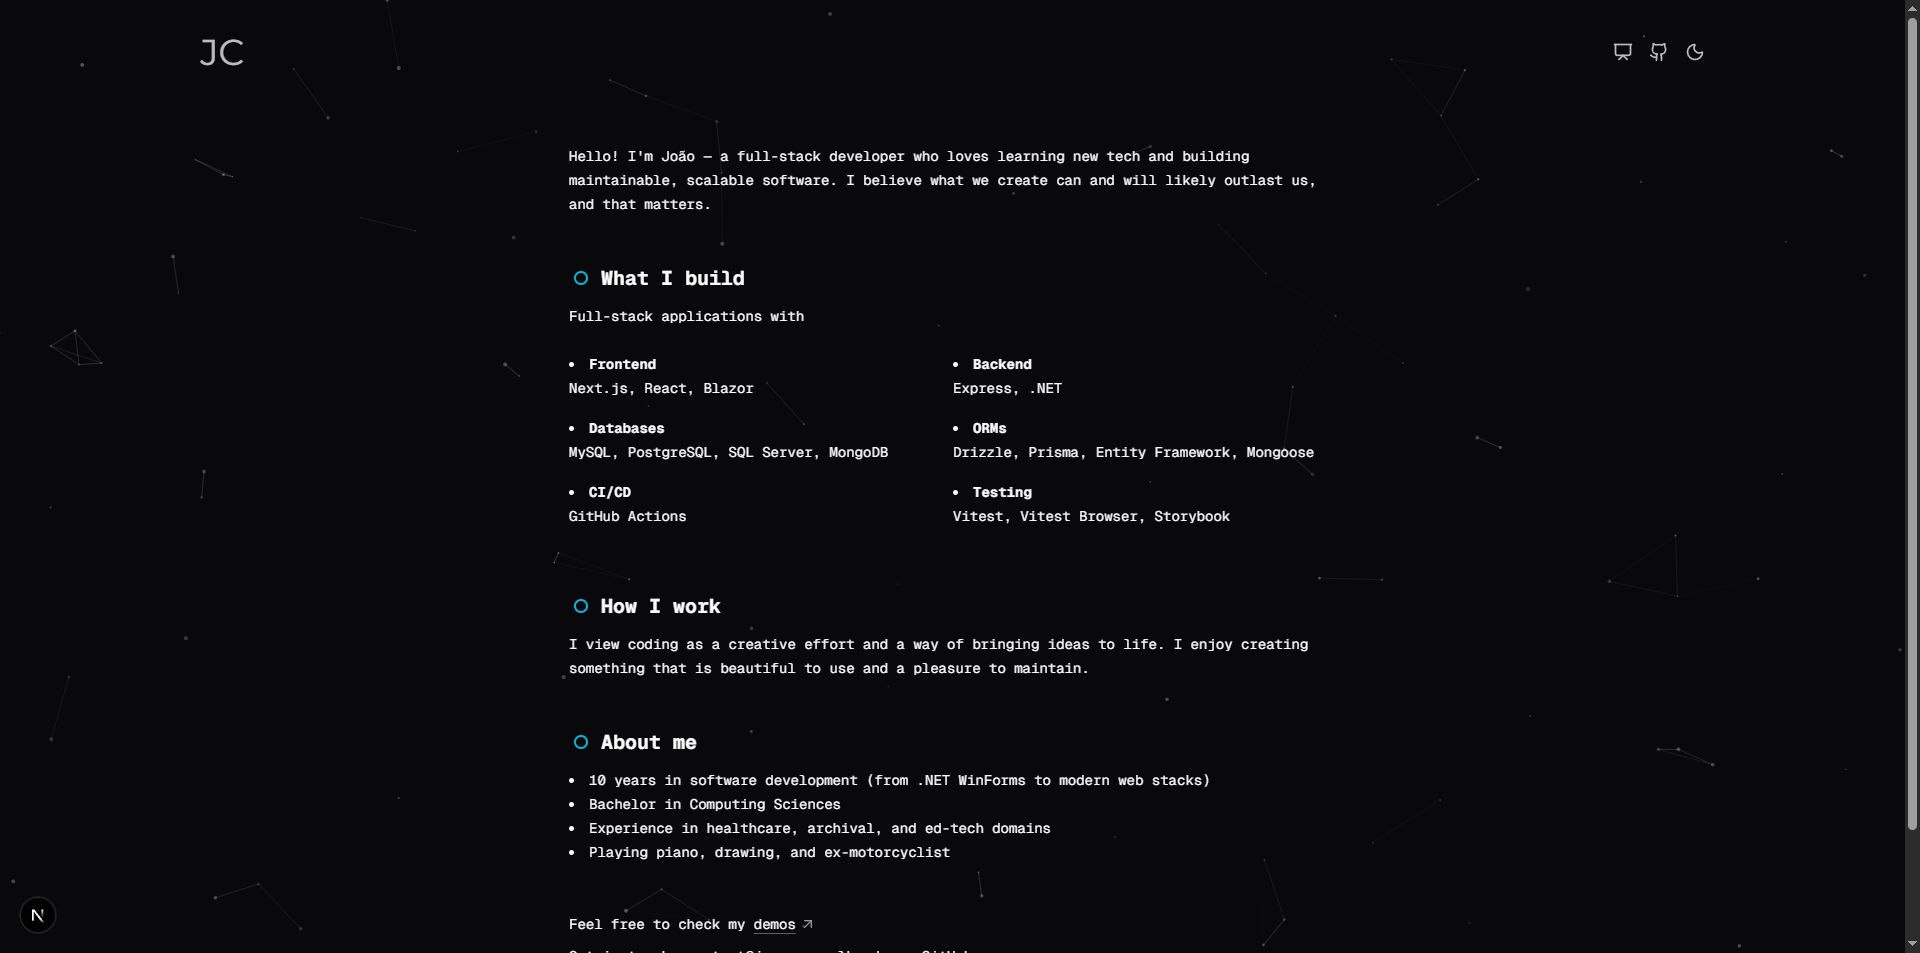 JC
Hello! I'm João — a full-stack developer who loves learning new tech and building
maintainable, scalable software. I believe what we create can and will likely outlast us,
and that matters.
What I build
Full-stack applications with
• Frontend
Next.js, React, Blazor
• Backend
Express, .NET
• Databases
MySQL, PostgreSQL, SQL Server, MongoDB
• ORMs
Drizzle, Prisma, Entity Framework, Mongoose
• CI/CD
GitHub Actions
• Testing
Vitest, Vitest Browser, Storybook
How I work
I view coding as a creative effort and a way of bringing ideas to life. I enjoy creating
something that is beautiful to use and a pleasure to maintain.
About me
• 10 years in software development (from .NET WinForms to modern web stacks)
• Bachelor in Computing Sciences
• Experience in healthcare, archival, and ed-tech domains
• Playing piano, drawing, and ex-motorcyclist
N
Feel free to check my demos